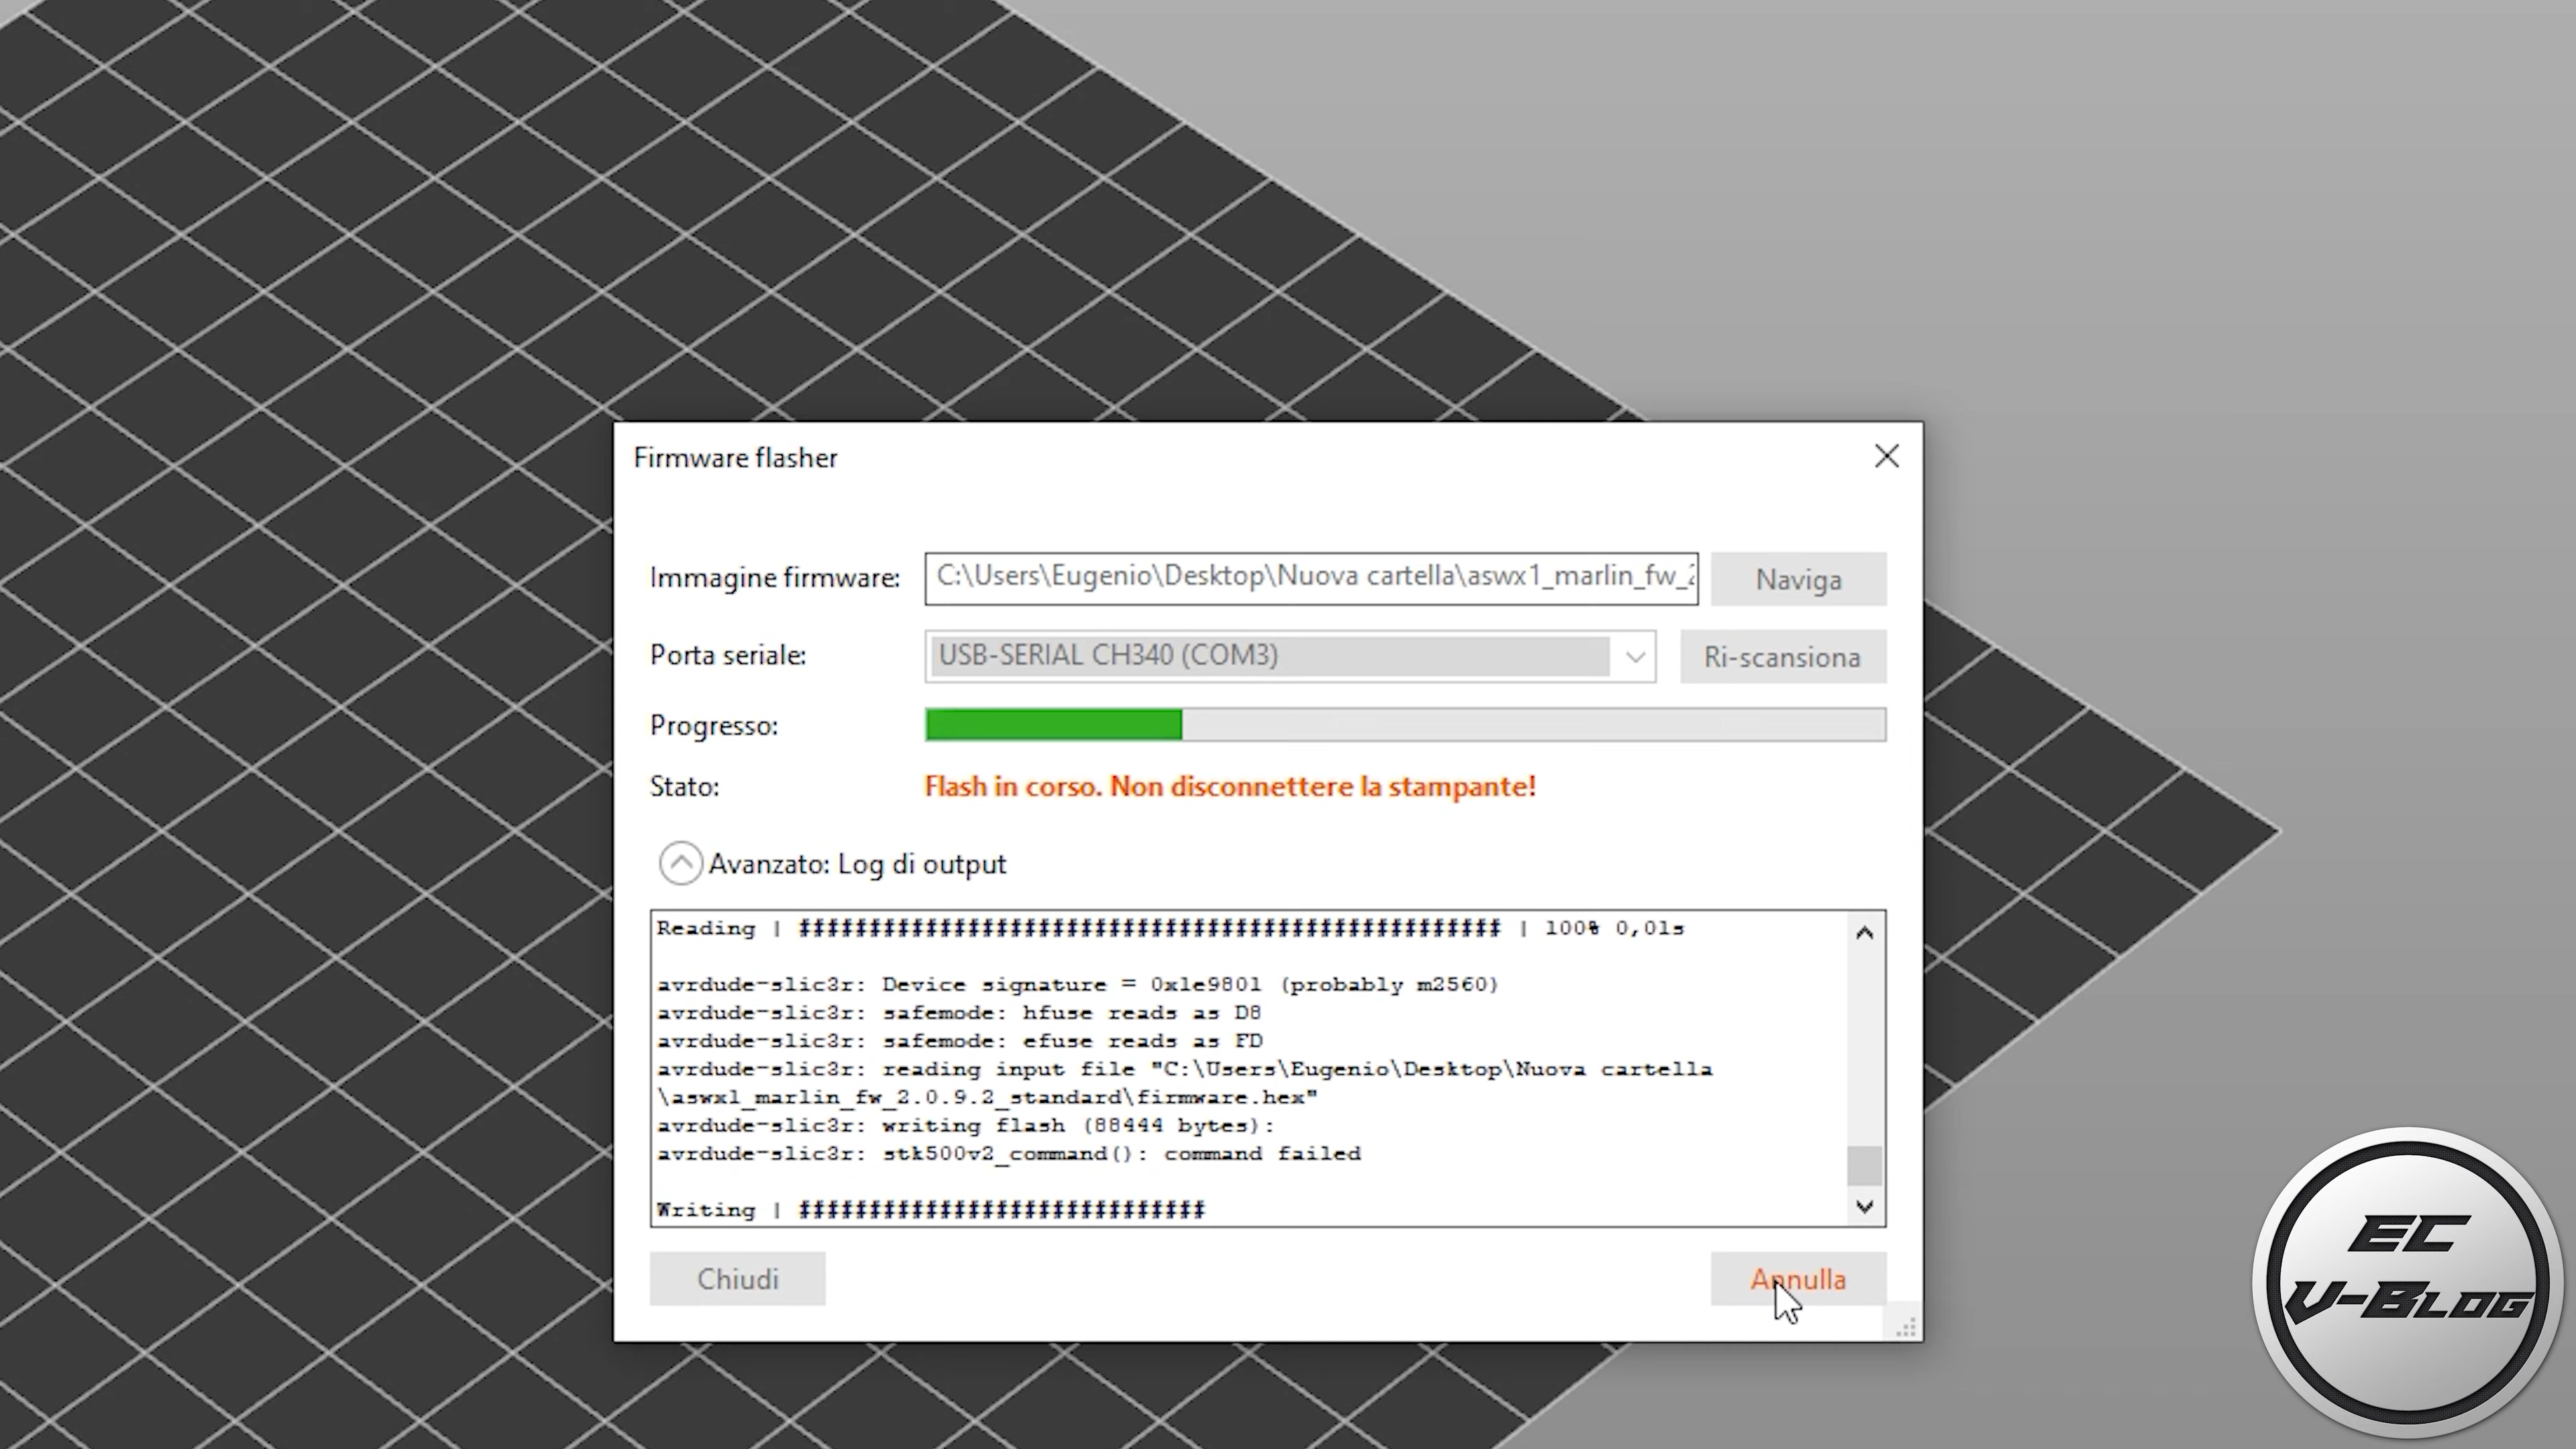 Firmware flasher
Immagine firmware: C:\Users\Eugenio\Desktop\Nuova cartella\aswx1_marlin_fw_2 Naviga
Porta seriale: USB-SERIAL CH340 (COM3) Ri-scansiona
Progresso:
Stato: Flash in corso. Non disconnettere la stampante!
Avanzato: Log di output
Reading | ################################################## | 100% 0,01s
avrdude-slic3r: Device signature = 0x1e9801 (probably m2560)
avrdude-slic3r: safemode: hfuse reads as D8
avrdude-slic3r: safemode: efuse reads as FD
avrdude-slic3r: reading input file "C:\Users\Eugenio\Desktop\Nuova cartella
\aswx1_marlin_fw_2.0.9.2_standard\firmware.hex"
avrdude-slic3r: writing flash (88444 bytes):
avrdude-slic3r: stk500v2_command(): command failed
Writing | #############################
Chiudi Annulla
EC
V-Blog